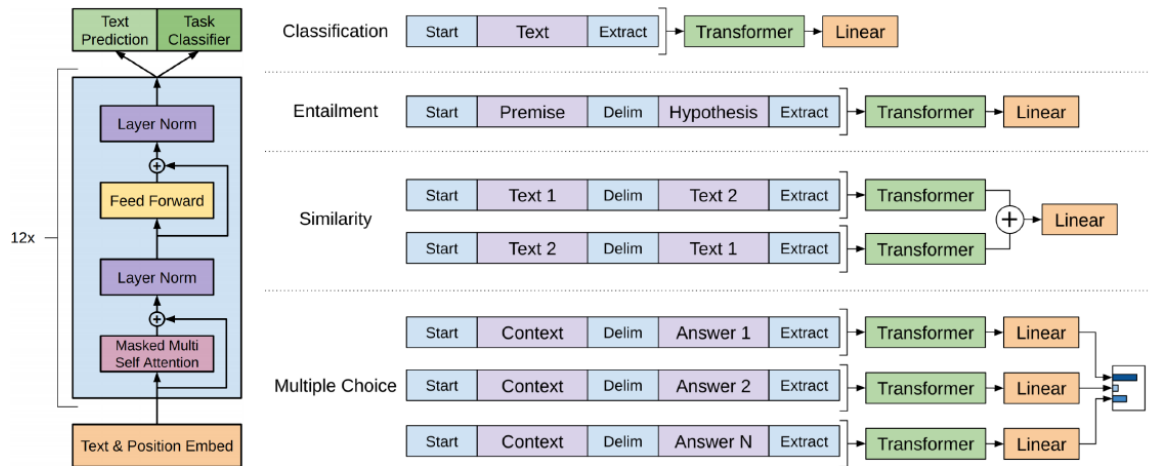 Text
Prediction
Task
Classifier
Layer Norm
Feed Forward
12x
Layer Norm
Masked Multi
Self Attention
Text & Position Embed
Classification
Start Text Extract Transformer Linear
Entailment
Start Premise Delim Hypothesis Extract Transformer Linear
Similarity
Start Text 1 Delim Text 2 Extract Transformer
Linear
Start Text 2 Delim Text 1 Extract Transformer
Multiple Choice
Start Context Delim Answer 1 Extract Transformer Linear
Start Context Delim Answer 2 Extract Transformer Linear
Start Context Delim Answer N Extract Transformer Linear